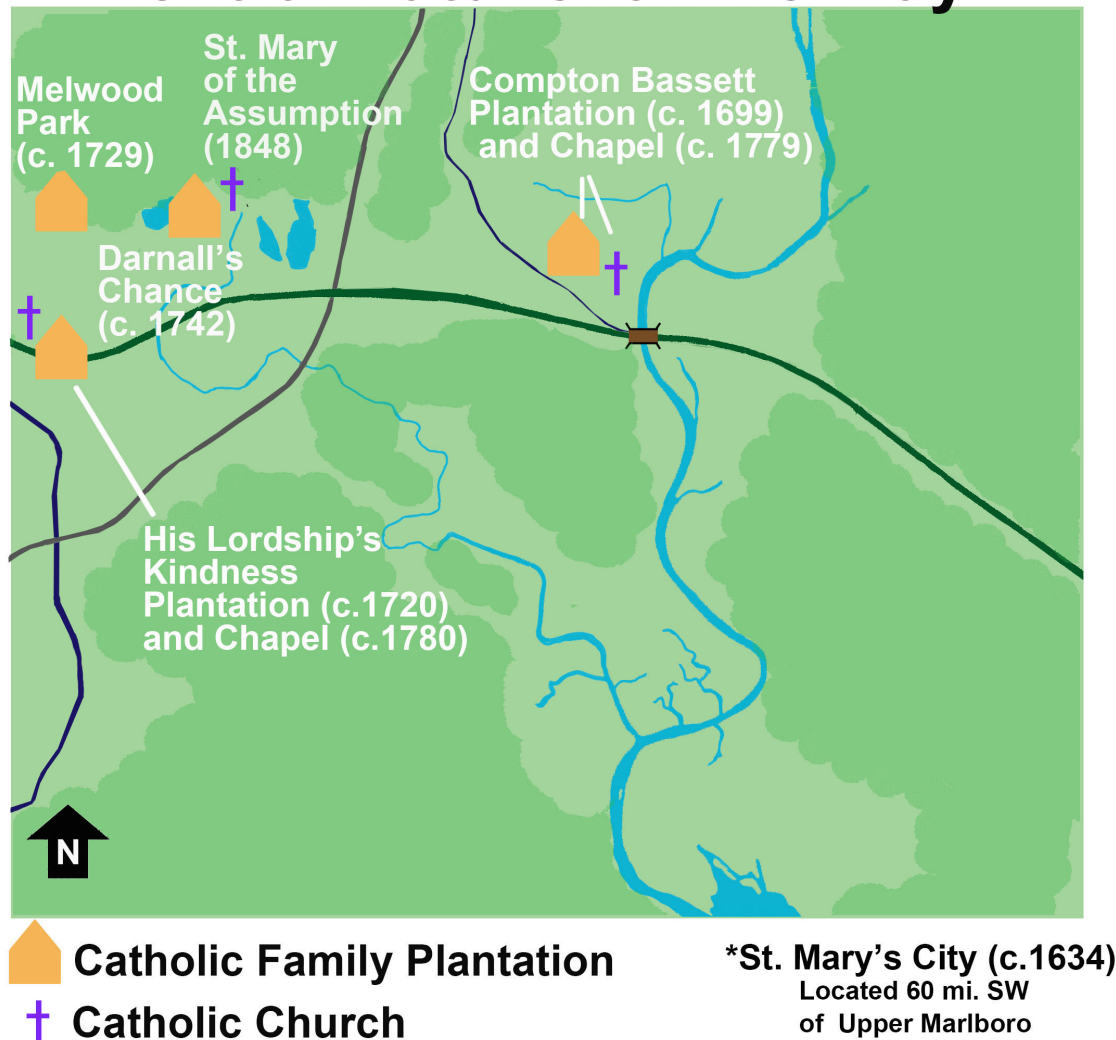 Melwood
Park
(c. 1729)
St. Mary
of the
Assumption
(1848)
Compton Bassett
Plantation (c. 1699)
and Chapel (c. 1779)
Darnall’s
Chance
(c. 1742)
His Lordship’s
Kindness
Plantation (c.1720)
and Chapel (c.1780)
N
Catholic Family Plantation
Catholic Church
*St. Mary’s City (c.1634)
Located 60 mi. SW
of Upper Marlboro